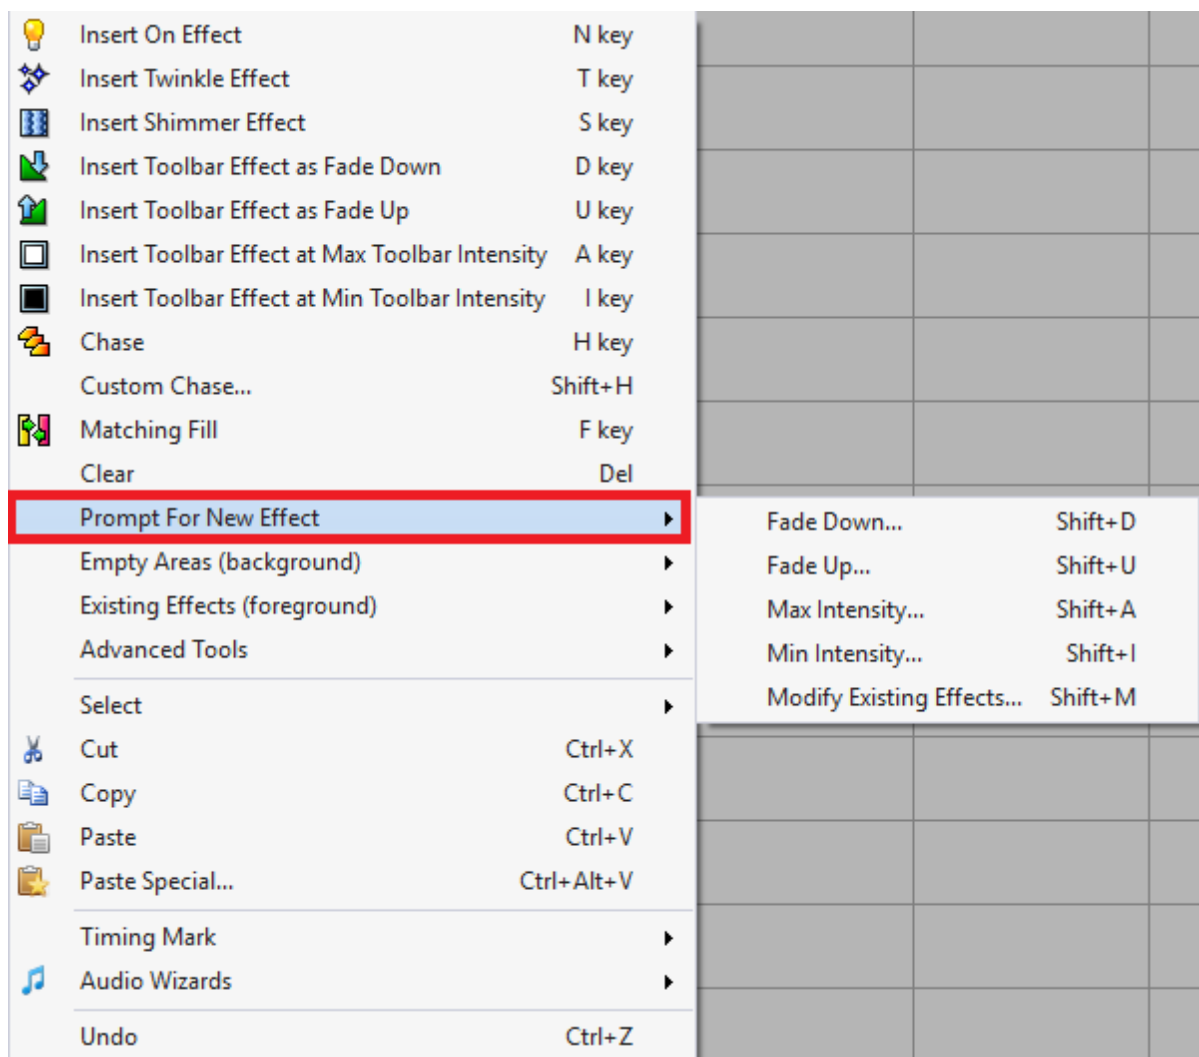 Insert On Effect N key
Insert Twinkle Effect T key
Insert Shimmer Effect S key
Insert Toolbar Effect as Fade Down D key
Insert Toolbar Effect as Fade Up U key
Insert Toolbar Effect at Max Toolbar Intensity A key
Insert Toolbar Effect at Min Toolbar Intensity I key
Chase H key
Custom Chase... Shift+H
Matching Fill F key
Clear Del
Prompt For New Effect
Fade Down... Shift+D
Fade Up... Shift+U
Max Intensity... Shift+A
Min Intensity... Shift+I
Modify Existing Effects... Shift+M
Empty Areas (background)
Existing Effects (foreground)
Advanced Tools
Select
Cut Ctrl+X
Copy Ctrl+C
Paste Ctrl+V
Paste Special... Ctrl+Alt+V
Timing Mark
Audio Wizards
Undo Ctrl+Z